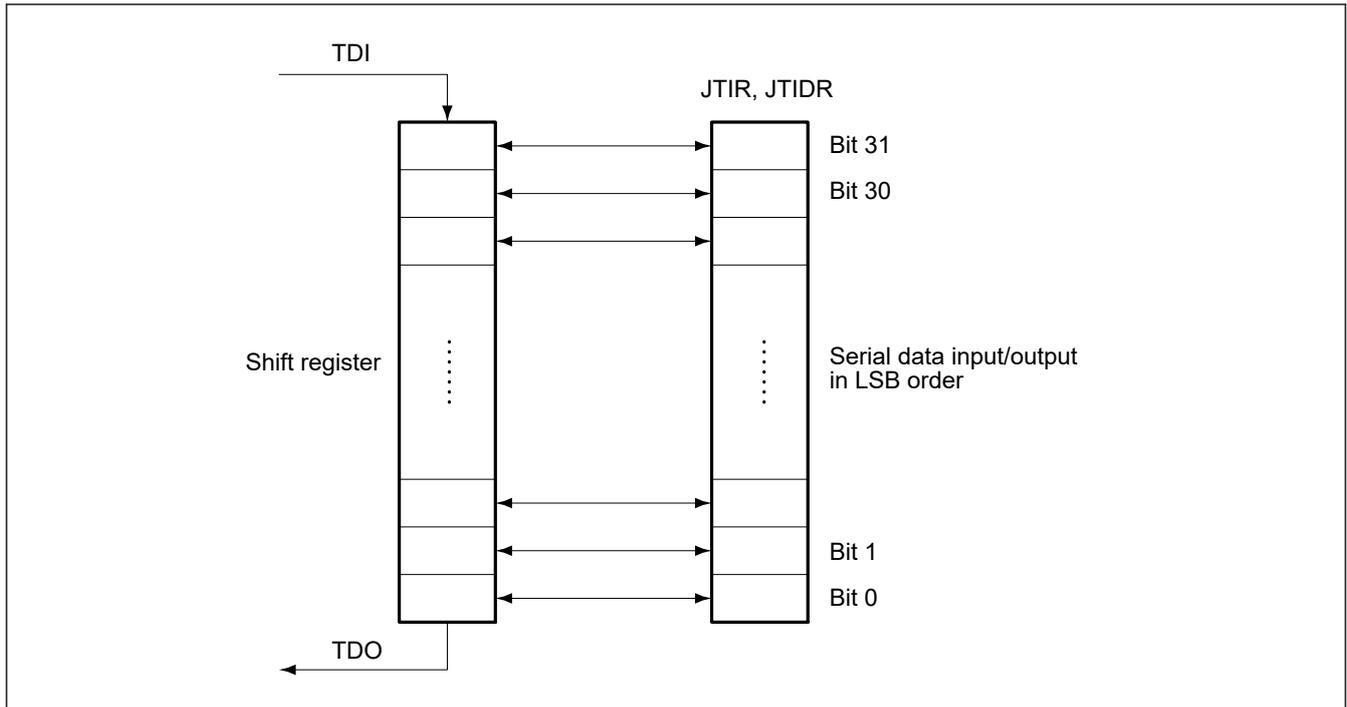 TDI
JTIR, JTIDR
Bit 31
Bit 30
Shift register
Serial data input/output
in LSB order
Bit 1
Bit 0
TDO